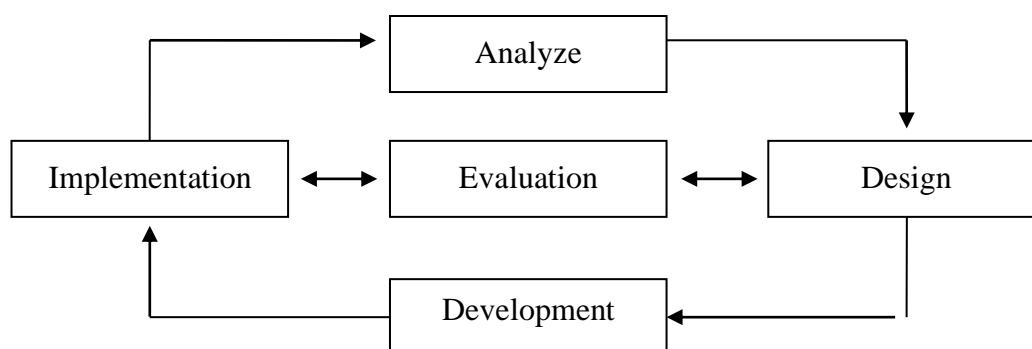 Analyze
Implementation
Evaluation
Design
Development